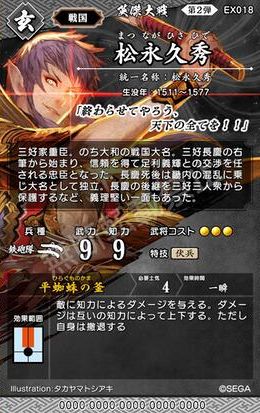 玄
戦国
英傑大戦
第2弾
EX018
まつ なが ひさ ひで
松永久秀
統一名称:松永久秀
生没年:1511~1577
「終わらせてやろう、
天下の全てを!!」
三好家重臣。のち大和の戦国大名。三好長慶の右
筆から始まり、信頼を得て足利義輝との交渉を任
される忠臣となった。長慶死後は畿内の混乱に乗
じ大名として独立。長慶の後継を三好三人衆から
保護するなど、義理堅い一面もあった。
兵種 武力 知力 武将コスト
鉄砲隊 9 9 特技 伏兵
ひらぐものかま 必要士気 効果時間
平蜘蛛の釜 4 一瞬
効果範囲
敵に知力によるダメージを与える。ダメー
ジは互いの知力によって上下する。ただし
自身は撤退する
Illustration:タカヤマトシアキ
©SEGA
0000-0000-0000-0000-0000